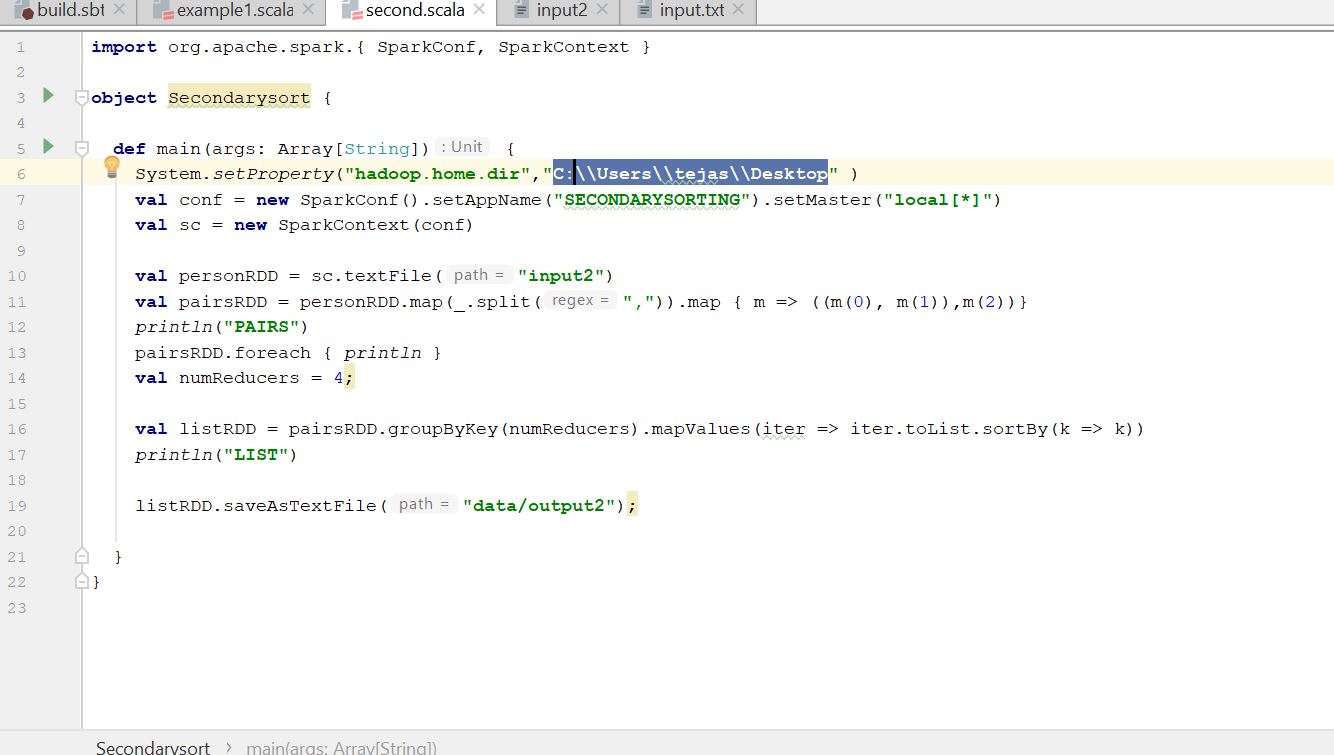 build.sbt example1.scala second.scala input2 input.txt
1 import org.apache.spark.{ SparkConf, SparkContext }
2
3 object Secondarysort {
4
5 def main(args: Array[String]) : Unit {
6 System.setProperty("hadoop.home.dir","C:\\Users\\tejas\\Desktop" )
7 val conf = new SparkConf().setAppName("SECONDARYSORTING").setMaster("local[*]")
8 val sc = new SparkContext(conf)
9
10 val personRDD = sc.textFile( path = "input2")
11 val pairsRDD = personRDD.map(_.split( regex = ",")).map { m => ((m(0), m(1)),m(2))}
12 println("PAIRS")
13 pairsRDD.foreach { println }
14 val numReducers = 4;
15
16 val listRDD = pairsRDD.groupByKey(numReducers).mapValues(iter => iter.toList.sortBy(k => k))
17 println("LIST")
18
19 listRDD.saveAsTextFile( path = "data/output2");
20
21 }
22 }
23
Secondarysort › main(args: Array[String])